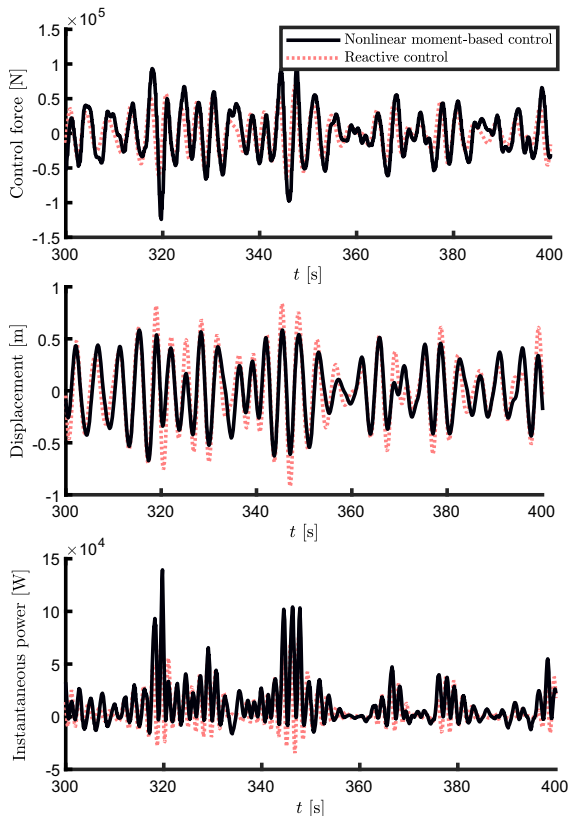 ×10^5
1.5
1
0.5
0
-0.5
-1
-1.5
Control force [N]
Nonlinear moment-based control
Reactive control
300 320 340 360 380 400
t [s]
1
0.5
0
-0.5
-1
Displacement [m]
300 320 340 360 380 400
t [s]
×10^4
15
10
5
0
-5
Instantaneous power [W]
300 320 340 360 380 400
t [s]